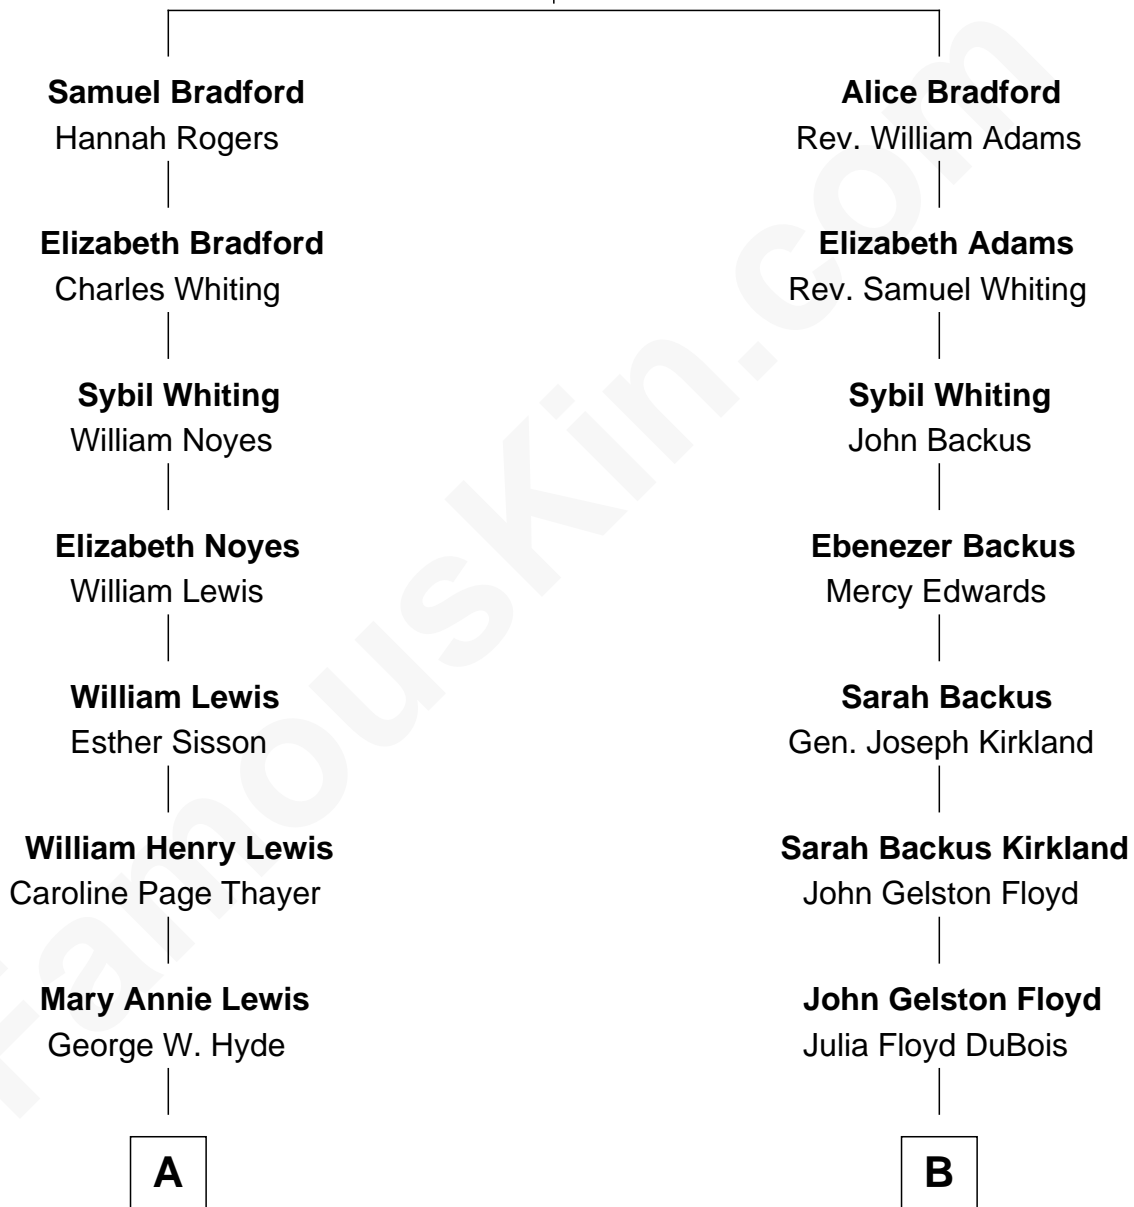 Samuel Bradford
Hannah Rogers
Elizabeth Bradford
Charles Whiting
Sybil Whiting
William Noyes
Elizabeth Noyes
William Lewis
William Lewis
Esther Sisson
William Henry Lewis
Caroline Page Thayer
Mary Annie Lewis
George W. Hyde
A
Alice Bradford
Rev. William Adams
Elizabeth Adams
Rev. Samuel Whiting
Sybil Whiting
John Backus
Ebenezer Backus
Mercy Edwards
Sarah Backus
Gen. Joseph Kirkland
Sarah Backus Kirkland
John Gelston Floyd
John Gelston Floyd
Julia Floyd DuBois
B
FamousKin.com